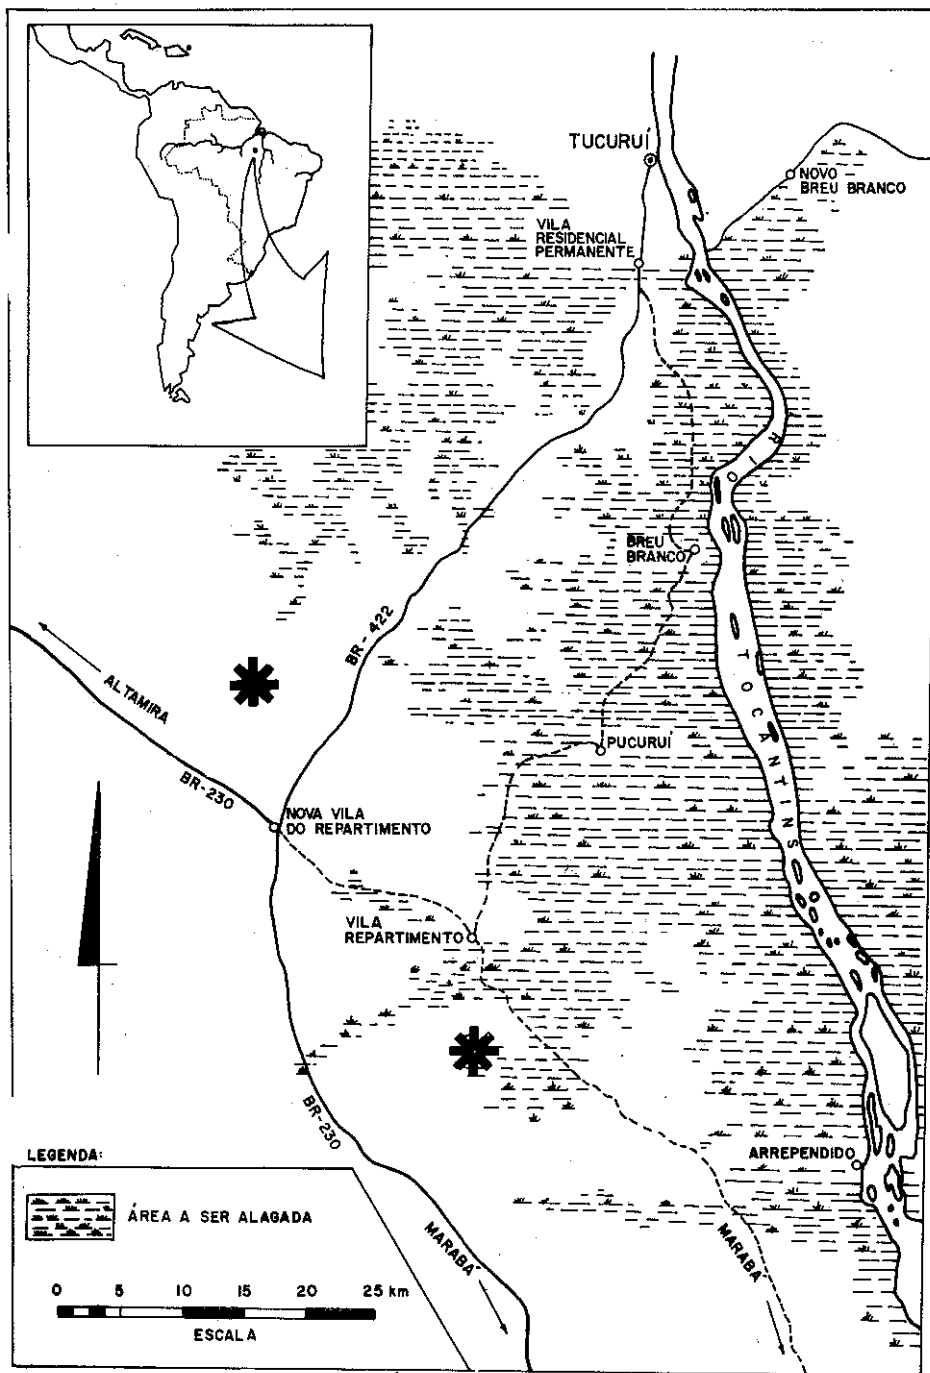 TUCURUÍ
NOVO
BREU BRANCO
VILA
RESIDENCIAL
PERMANENTE
RIO TOCANTINS
BREU
BRANCO
BR-422
ALTAMIRA
PUCURUÍ
BR-230
NOVA VILA
DO REPARTIMENTO
VILA
REPARTIMENTO
BR-230
ARREPENDIDO
MARABÁ
MARABÁ
LEGENDA:
ÁREA A SER ALAGADA
0 5 10 15 20 25 km
ESCALA